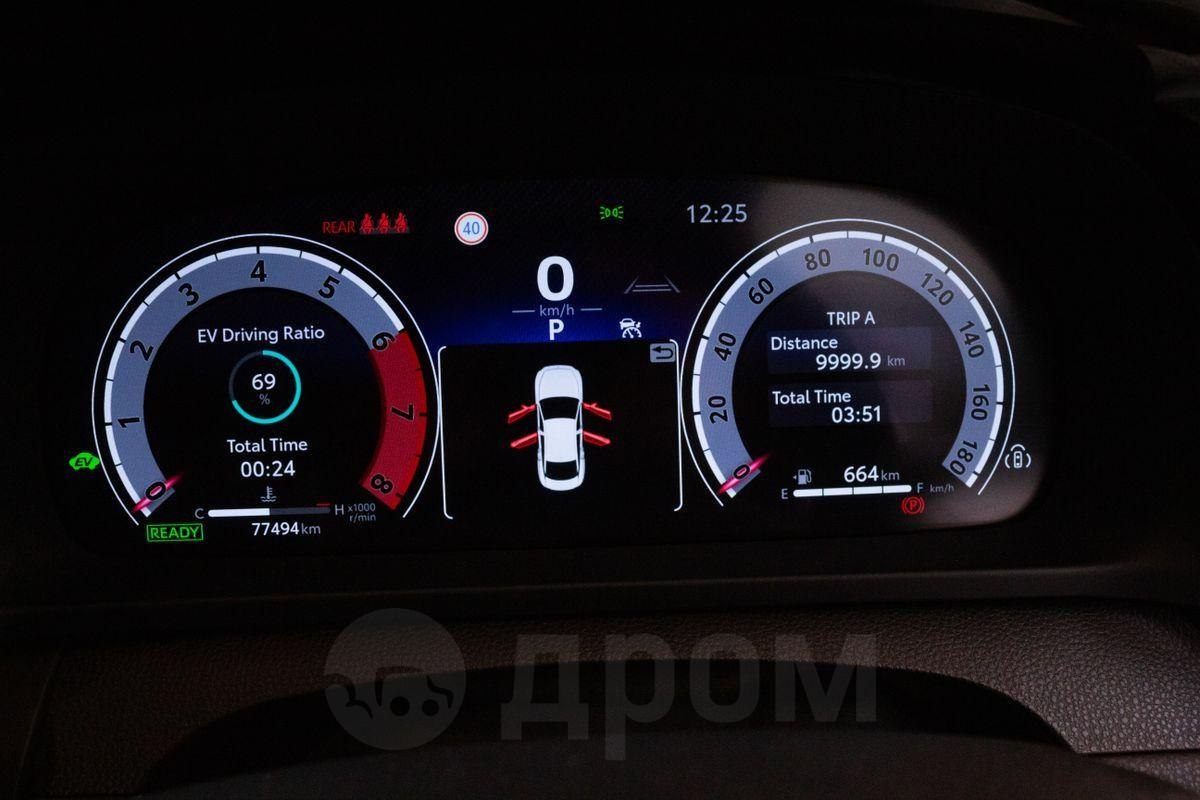 REAR
40
12:25
0
km/h
P
0 1 2 3 4 5 6 7 8
EV Driving Ratio
69
%
Total Time
00:24
C H x1000
r/min
77494 km
EV
READY
0 20 40 60 80 100 120 140 160 180
TRIP A
Distance
9999.9 km
Total Time
03:51
664 km
E F km/h
P
ДРОМ